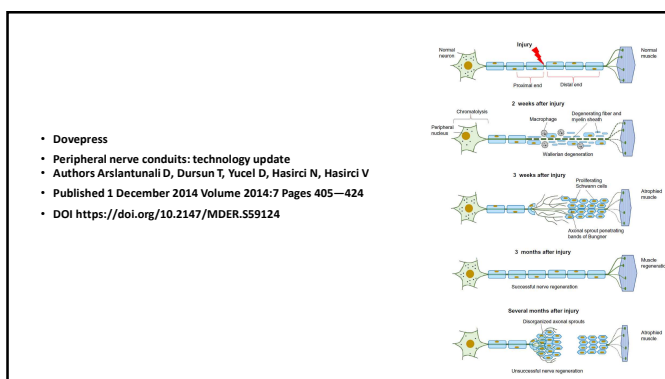 • Dovepress
• Peripheral nerve conduits: technology update
• Authors Arslantunali D, Dursun T, Yucel D, Hasirci N, Hasirci V
• Published 1 December 2014 Volume 2014:7 Pages 405—424
• DOI https://doi.org/10.2147/MDER.S59124
Normal
neuron
Injury
Normal
muscle
Proximal end
Distal end
2 weeks after injury
Chromatolysis
Peripheral
nucleus
Macrophage
Degenerating fiber and
myelin sheath
Wallerian degeneration
3 weeks after injury
Proliferating
Schwann cells
Atrophied
muscle
Axonal sprout penetrating
bands of Bungner
3 months after injury
Muscle
regeneration
Successful nerve regeneration
Several months after injury
Disorganized axonal sprouts
Atrophied
muscle
Unsuccessful nerve regeneration